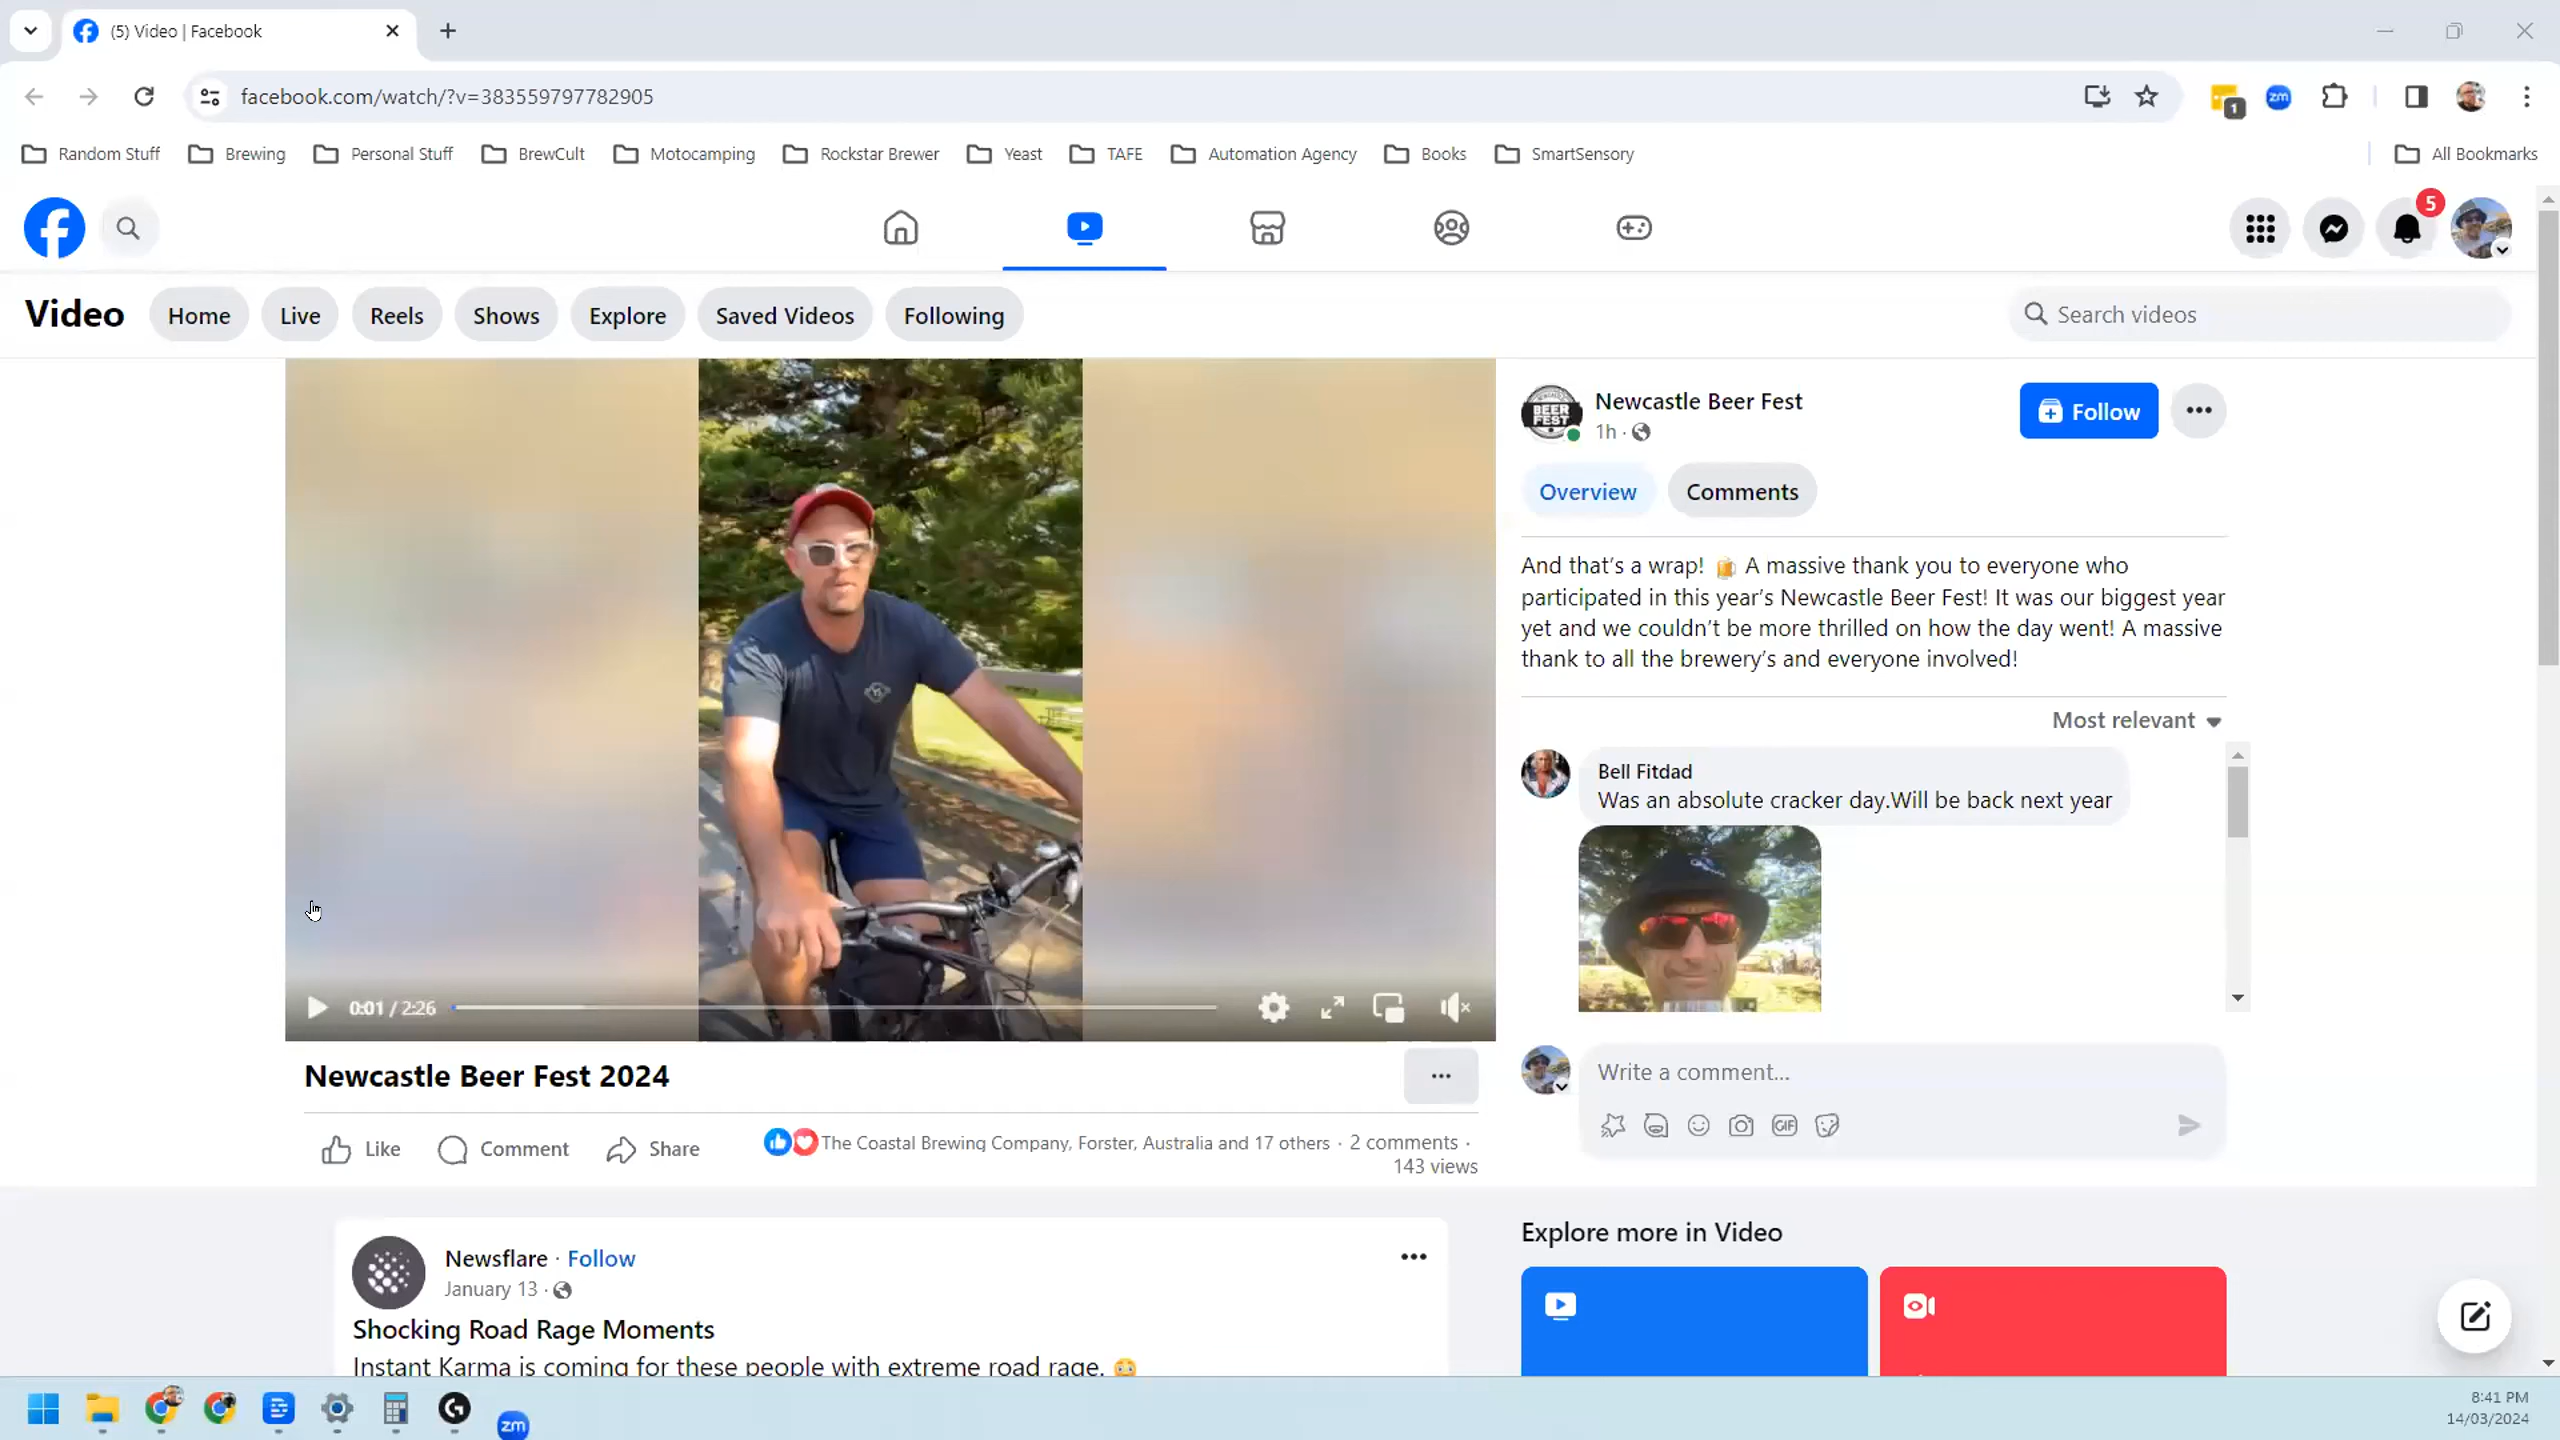 (5) Video | Facebook
facebook.com/watch/?v=383559797782905
1
zm
Random Stuff
Brewing
Personal Stuff
BrewCult
Motocamping
Rockstar Brewer
Yeast
TAFE
Automation Agency
Books
SmartSensory
All Bookmarks
5
Video
Home
Live
Reels
Shows
Explore
Saved Videos
Following
Search videos
Newcastle Beer Fest
1h ·
BEER FEST
Follow
Overview
Comments
And that's a wrap! 🍺 A massive thank you to everyone who
participated in this year's Newcastle Beer Fest! It was our biggest year
yet and we couldn't be more thrilled on how the day went! A massive
thank to all the brewery's and everyone involved!
Most relevant
Bell Fitdad
Was an absolute cracker day.Will be back next year
0:01 / 2:26
Newcastle Beer Fest 2024
Like
Comment
Share
The Coastal Brewing Company, Forster, Australia and 17 others · 2 comments ·
143 views
Write a comment...
GIF
Newsflare · Follow
January 13 ·
Shocking Road Rage Moments
Instant Karma is coming for these people with extreme road rage. 😳
Explore more in Video
zm
8:41 PM
14/03/2024